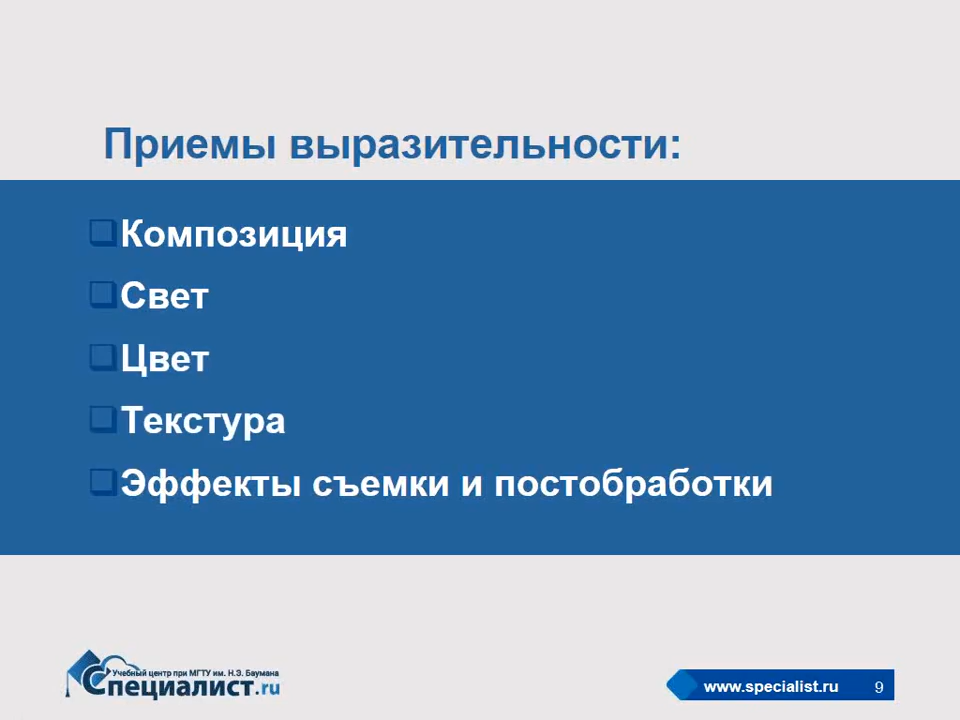 Приемы выразительности:
Композиция
Свет
Цвет
Текстура
Эффекты съемки и постобработки
Учебный центр при МГТУ им. Н.Э. Баумана
Специалист.ru
www.specialist.ru 9